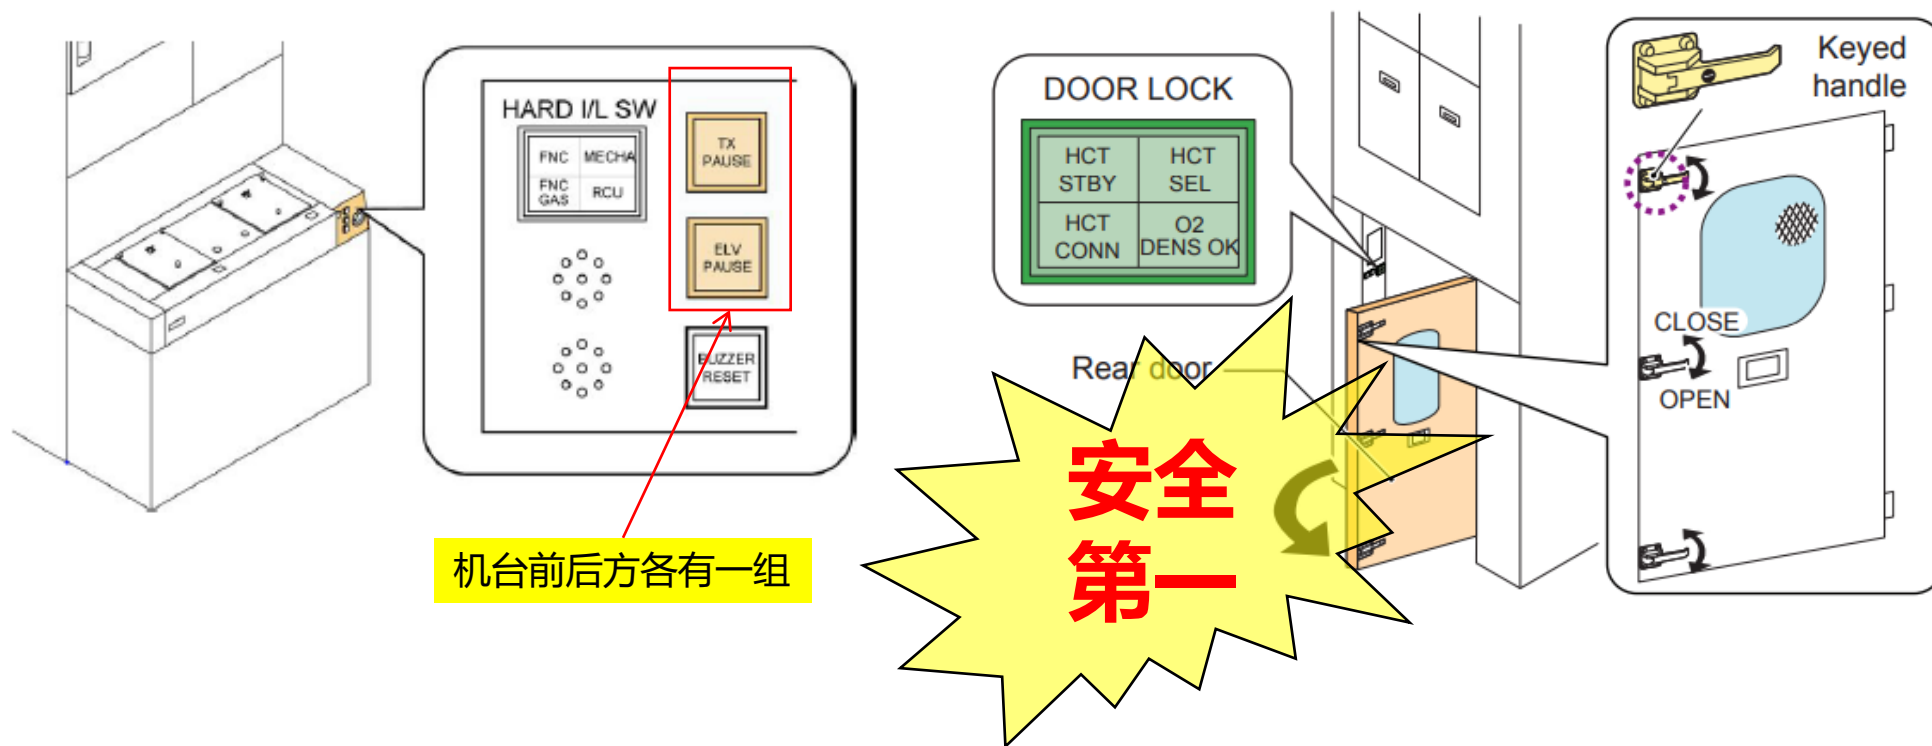 HARD I/L SW
FNC
MECHA
FNC
GAS
RCU
TX
PAUSE
ELV
PAUSE
BUZZER
RESET
机台前后方各有一组
DOOR LOCK
HCT
STBY
HCT
SEL
HCT
CONN
O2
DENS OK
Rear door
安全
第一
Keyed
handle
CLOSE
OPEN